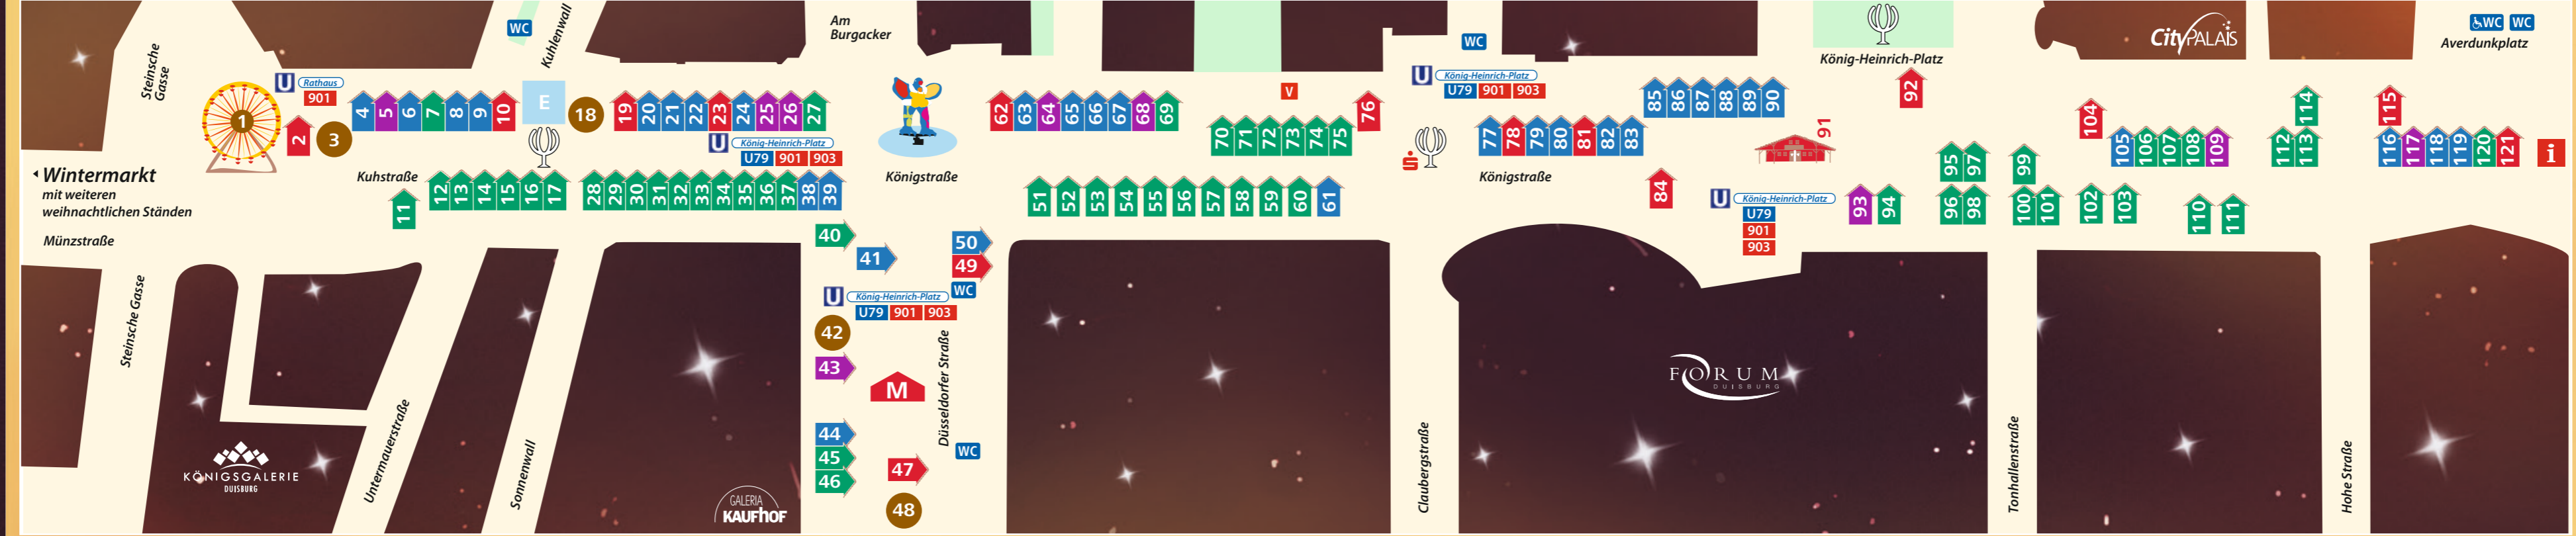 WC
Kuhlenwall
Am
Burgacker
WC
König-Heinrich-Platz
CityPALAIS
WC WC
Averdunkplatz
Steinsche
Gasse
1
U Rathaus
901
2
3
4 5 6 7 8 9 10
E
18
19 20 21 22 23 24 25 26 27
U König-Heinrich-Platz
U79 901 903
62 63 64 65 66 67 68 69
V
70 71 72 73 74 75
76
U König-Heinrich-Platz
U79 901 903
77 78 79 80 81 82 83
85 86 87 88 89 90
91
92
104
105 106 107 108 109
114
112 113
115
116 117 118 119 120 121
i
Wintermarkt
mit weiteren
weihnachtlichen Ständen
Münzstraße
Kuhstraße
11
12 13 14 15 16 17
28 29 30 31 32 33 34 35 36 37 38 39
Königstraße
51 52 53 54 55 56 57 58 59 60 61
Königstraße
84
U König-Heinrich-Platz
U79
901
903
93 94
95 97
96 98
99
100 101
102 103
110 111
40
41
50
49
WC
U König-Heinrich-Platz
U79 901 903
42
43
M
44
45
46
47
48
WC
Düsseldorfer Straße
Steinsche Gasse
KÖNIGSGALERIE
DUISBURG
Untermauerstraße
Sonnenwall
GALERIA
KAUFHOF
Claubergstraße
FORUM
DUISBURG
Tonhallenstraße
Hohe Straße